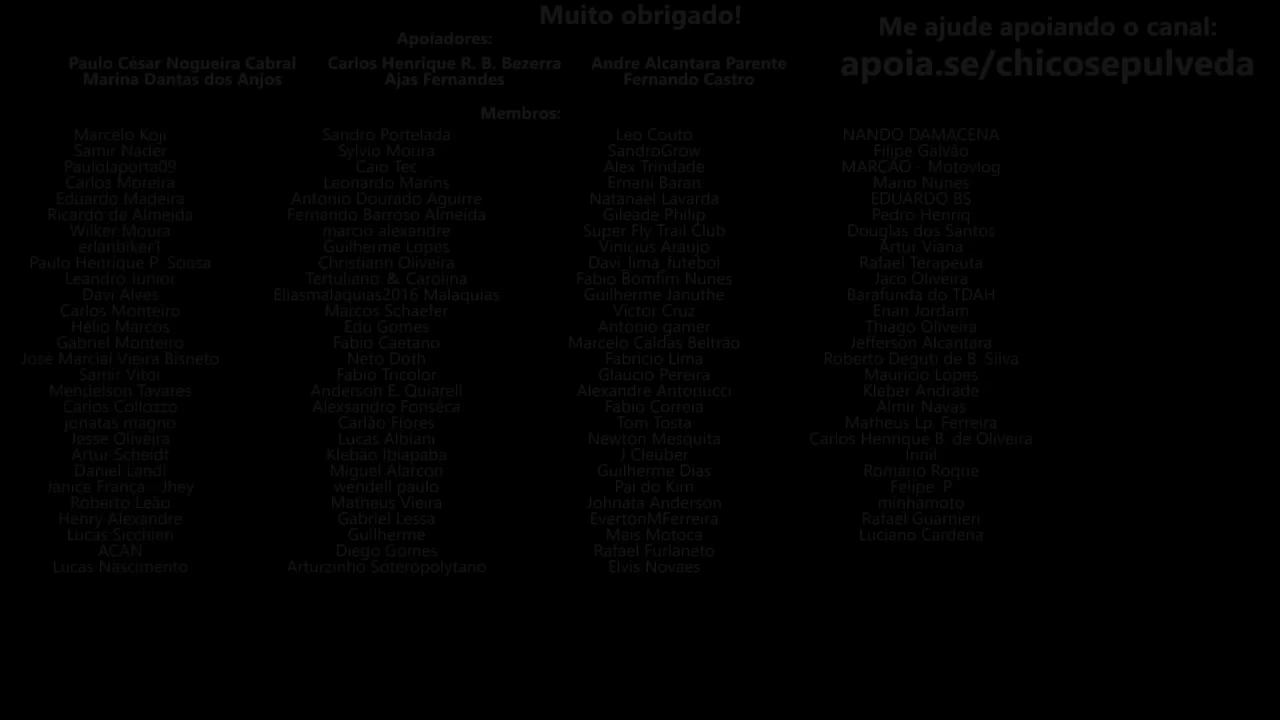 Muito obrigado!
Me ajude apoiando o canal:
apoia.se/chicosepulveda
Apoiadores:
Paulo César Nogueira Cabral
Marina Dantas dos Anjos
Carlos Henrique R. B. Bezerra
Ajas Fernandes
Andre Alcantara Parente
Fernando Castro
Membros:
Marcelo Koji
Samir Nader
Paulolaporta09
Carlos Moreira
Eduardo Madeira
Ricardo de Almeida
Wilker Moura
erlanbiker1
Paulo Henrique P. Sousa
Leandro Junior
Davi Alves
Carlos Monteiro
Hélio Marcos
Gabriel Monteiro
José Marcial Vieira Bisneto
Samir Vitor
Mendelson Tavares
Carlos Collozzo
jonatas magno
Jesse Oliveira
Artur Scheidt
Daniel Landi
Janice França - Jhey
Roberto Leão
Henry Alexandre
Lucas Sicchieri
ACAN
Lucas Nascimento
Sandro Portelada
Sylvio Moura
Caio Tec
Leonardo Marins
Antonio Dourado Aguirre
Fernando Barroso Almeida
marcio alexandre
Guilherme Lopes
Christiann Oliveira
Tertuliano & Carolina
Eliasmalaquias2016 Malaquias
Marcos Schaefer
Edu Gomes
Fabio Caetano
Neto Doth
Fabio Tricolor
Anderson E. Quiarell
Alexsandro Fonsêca
Carlão Flores
Lucas Albiani
Klebão Ibiapaba
Miguel Alarcon
wendell paulo
Matheus Vieira
Gabriel Lessa
Guilherme
Diego Gomes
Arturzinho Soteropolytano
Leo Couto
SandroGrow
Alex Trindade
Ernani Baran
Natanael Lavarda
Gileade Philip
Super Fly Trail Club
Vinicius Araujo
Davi_lima_futebol
Fabio Bomfim Nunes
Guilherme Januthe
Victor Cruz
Antonio gamer
Marcelo Caldas Beltrão
Fabricio Lima
Glaucio Pereira
Alexandre Antonucci
Fabio Correia
Tom Tosta
Newton Mesquita
J Cleuber
Guilherme Dias
Pai do Kim
Johnata Anderson
EvertonMFerreira
Mais Motoca
Rafael Furlaneto
Elvis Novaes
NANDO DAMACENA
Filipe Galvão
MARCÃO - Motovlog
Mario Nunes
EDUARDO BS
Pedro Henriq
Douglas dos Santos
Artur Viana
Rafael Terapeuta
Jaco Oliveira
Barafunda do TDAH
Enan Jordam
Thiago Oliveira
Jefferson Alcantara
Roberto Deguti de B. Silva
Mauricio Lopes
Kleber Andrade
Almir Navas
Matheus Lp. Ferreira
Carlos Henrique B. de Oliveira
Romario Roque
Felipe P
minhamoto
Rafael Guarnieri
Luciano Cardena